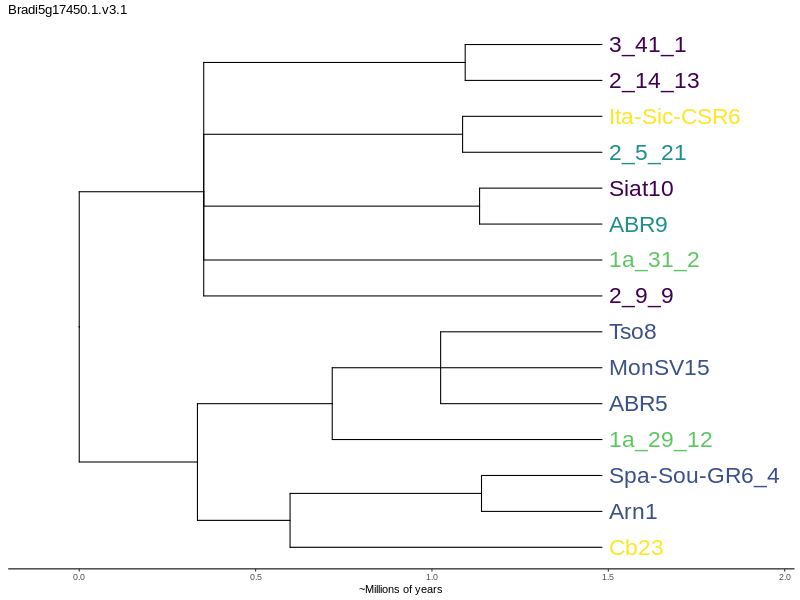 Bradi5g17450.1.v3.1
3_41_1
2_14_13
Ita-Sic-CSR6
2_5_21
Siat10
ABR9
1a_31_2
2_9_9
Tso8
MonSV15
ABR5
1a_29_12
Spa-Sou-GR6_4
Arn1
Cb23
0.0 0.5 1.0 1.5 2.0
~Millions of years